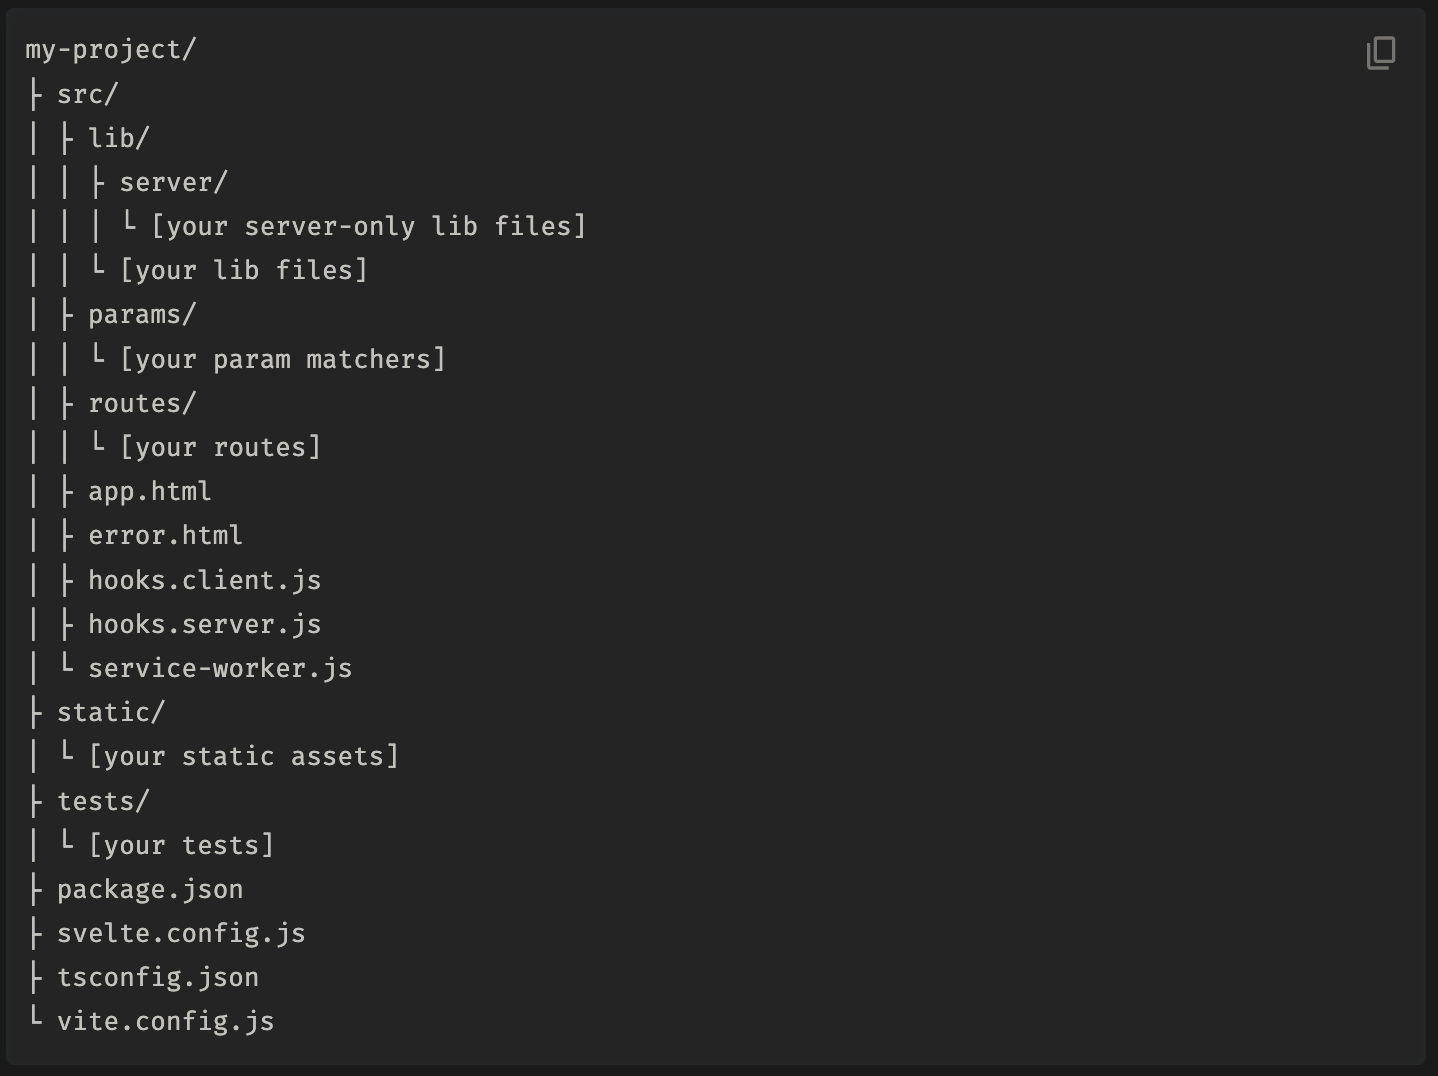 my-project/
├ src/
│ ├ lib/
│ │ ├ server/
│ │ │ └ [your server-only lib files]
│ │ └ [your lib files]
│ ├ params/
│ │ └ [your param matchers]
│ ├ routes/
│ │ └ [your routes]
│ ├ app.html
│ ├ error.html
│ ├ hooks.client.js
│ ├ hooks.server.js
│ └ service-worker.js
├ static/
│ └ [your static assets]
├ tests/
│ └ [your tests]
├ package.json
├ svelte.config.js
├ tsconfig.json
└ vite.config.js